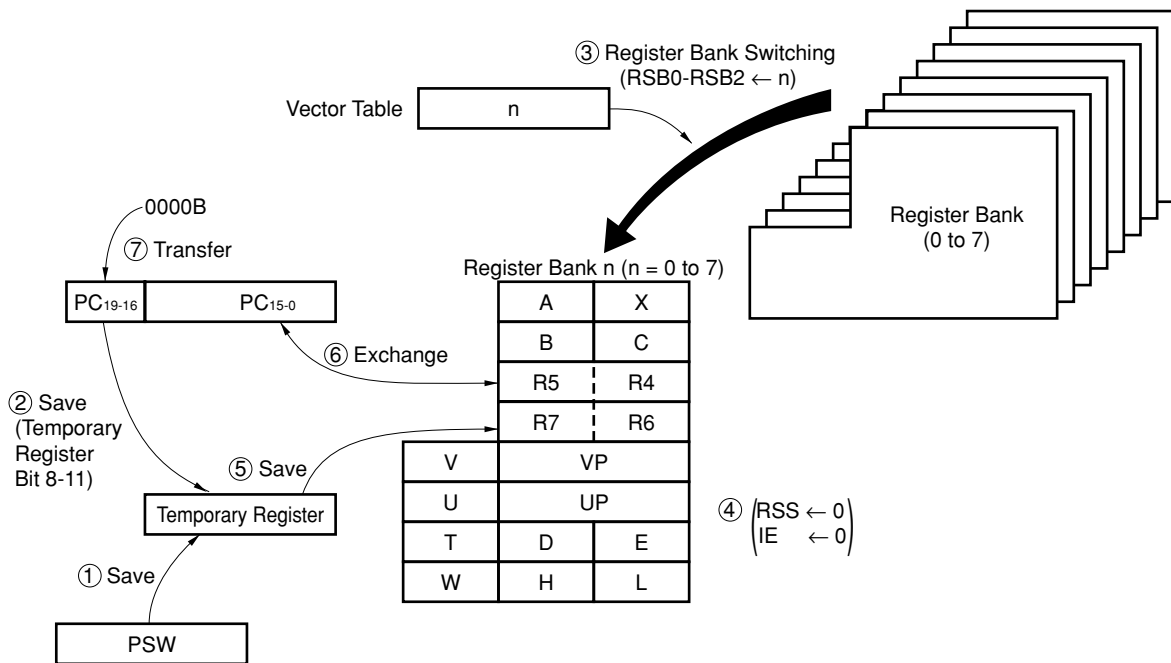 ③ Register Bank Switching
(RSB0-RSB2 ← n)
Vector Table
n
Register Bank
(0 to 7)
0000B
⑦ Transfer
Register Bank n (n = 0 to 7)
PC19-16
PC15-0
A
X
B
C
⑥ Exchange
R5
R4
R7
R6
② Save
(Temporary
Register
Bit 8-11)
⑤ Save
V
VP
U
UP
④ (RSS ← 0
IE ← 0)
Temporary Register
T
D
E
W
H
L
① Save
PSW